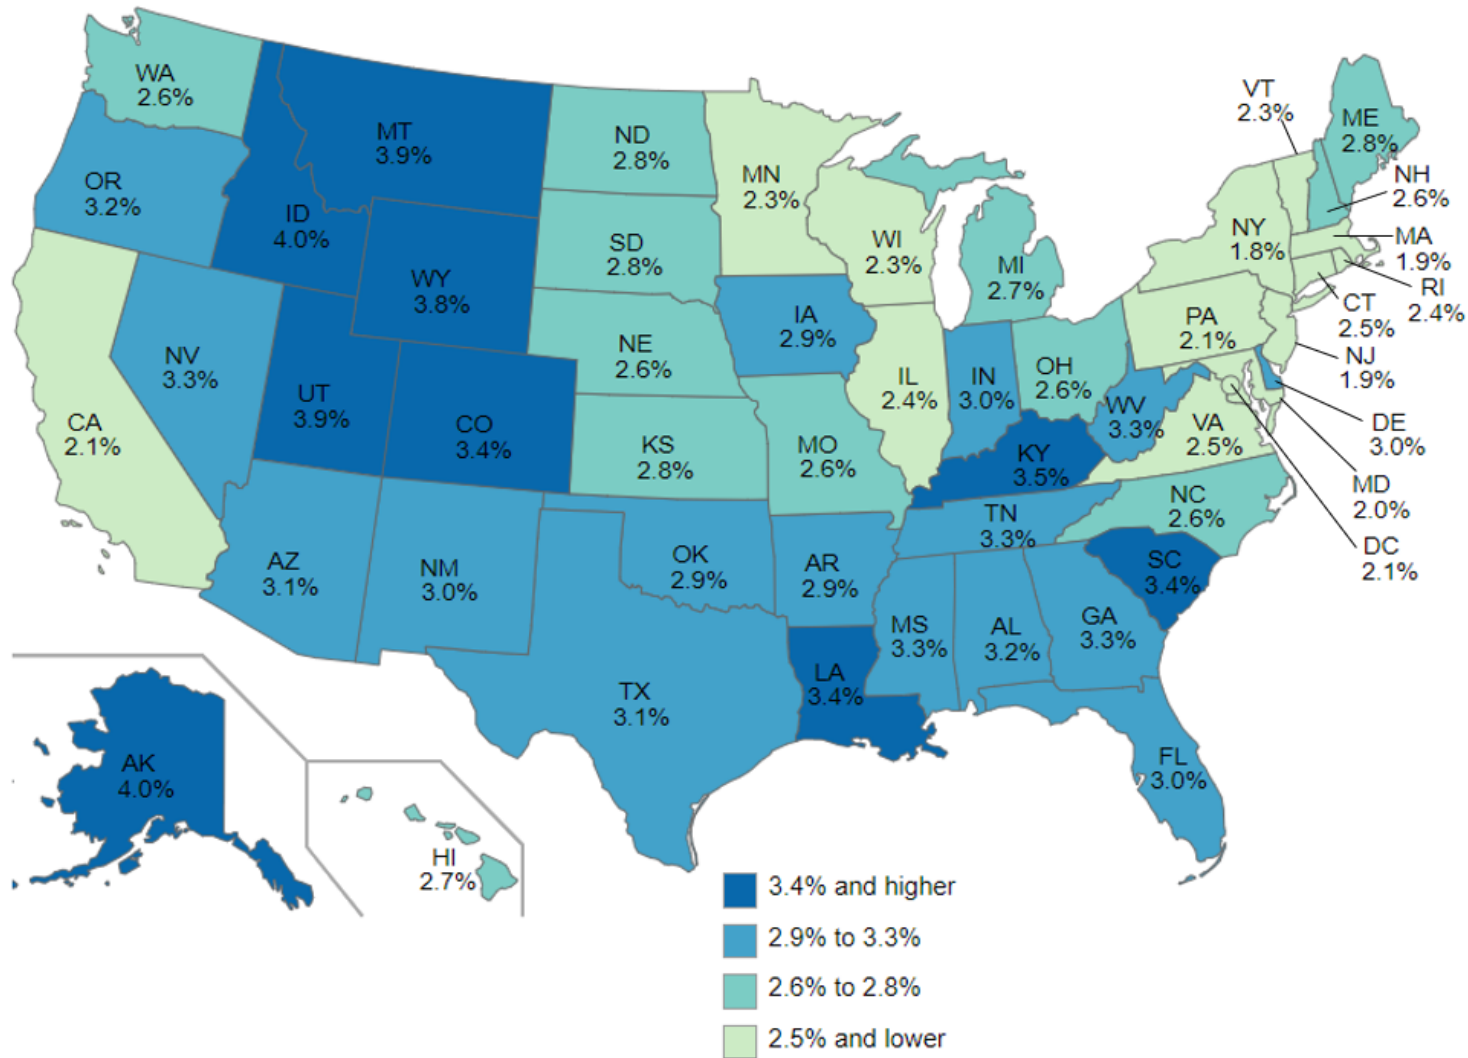 WA
2.6%
OR
3.2%
CA
2.1%
NV
3.3%
ID
4.0%
MT
3.9%
WY
3.8%
UT
3.9%
CO
3.4%
AZ
3.1%
NM
3.0%
ND
2.8%
SD
2.8%
NE
2.6%
KS
2.8%
OK
2.9%
TX
3.1%
MN
2.3%
IA
2.9%
MO
2.6%
AR
2.9%
LA
3.4%
WI
2.3%
IL
2.4%
MI
2.7%
IN
3.0%
OH
2.6%
KY
3.5%
TN
3.3%
MS
3.3%
AL
3.2%
GA
3.3%
FL
3.0%
SC
3.4%
NC
2.6%
VA
2.5%
WV
3.3%
PA
2.1%
NY
1.8%
VT
2.3%
ME
2.8%
NH
2.6%
MA
1.9%
RI
2.4%
CT
2.5%
NJ
1.9%
DE
3.0%
MD
2.0%
DC
2.1%
AK
4.0%
HI
2.7%
3.4% and higher
2.9% to 3.3%
2.6% to 2.8%
2.5% and lower